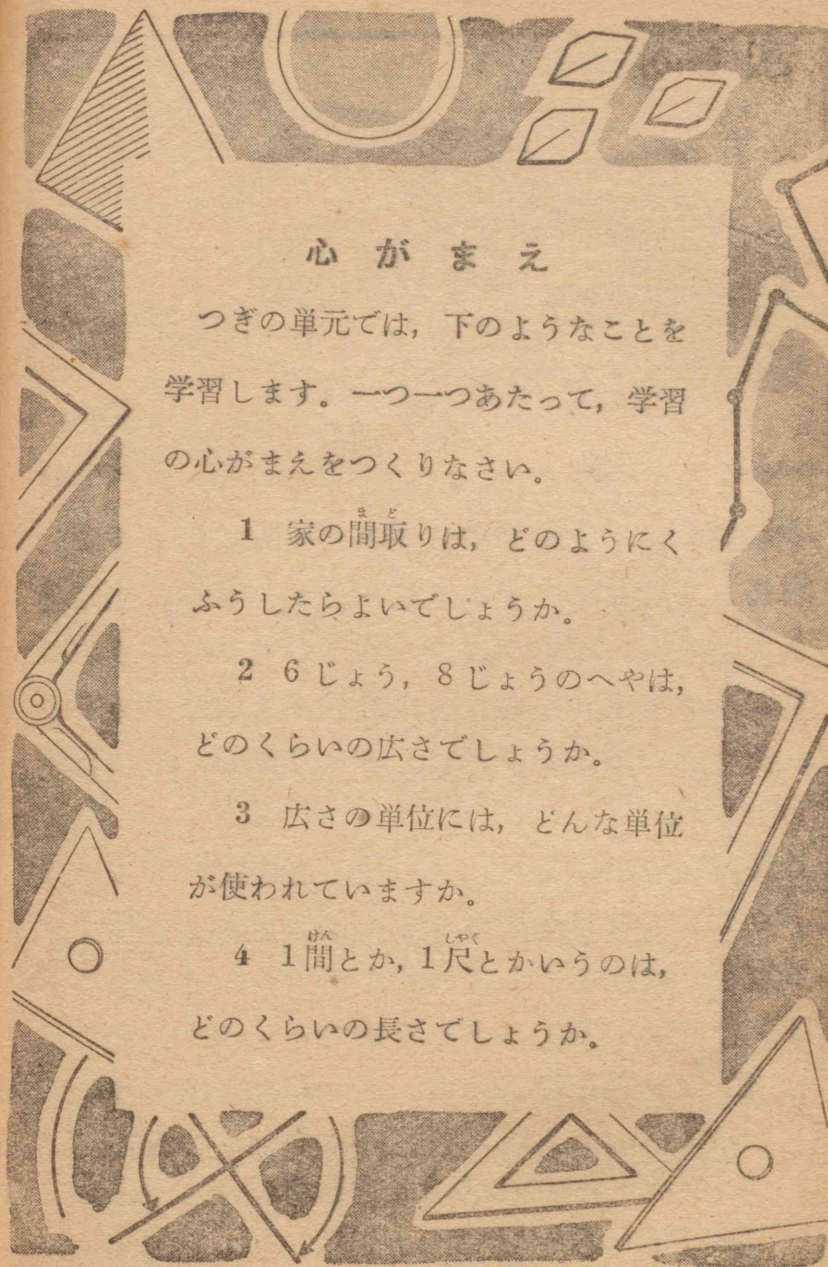 心がまえ
つぎの単元では，下のようなことを
学習します。一つ一つあたって，学習
の心がまえをつくりなさい。
1 家の間取りは，どのようにく
まど
ふうしたらよいでしょうか。
2 6じょう，8じょうのへやは，
どのくらいの広さでしょうか。
3 広さの単位には，どんな単位
が使われていますか。
4 1間とか，1尺とかいうのは，
けん しゃく
どのくらいの長さでしょうか。